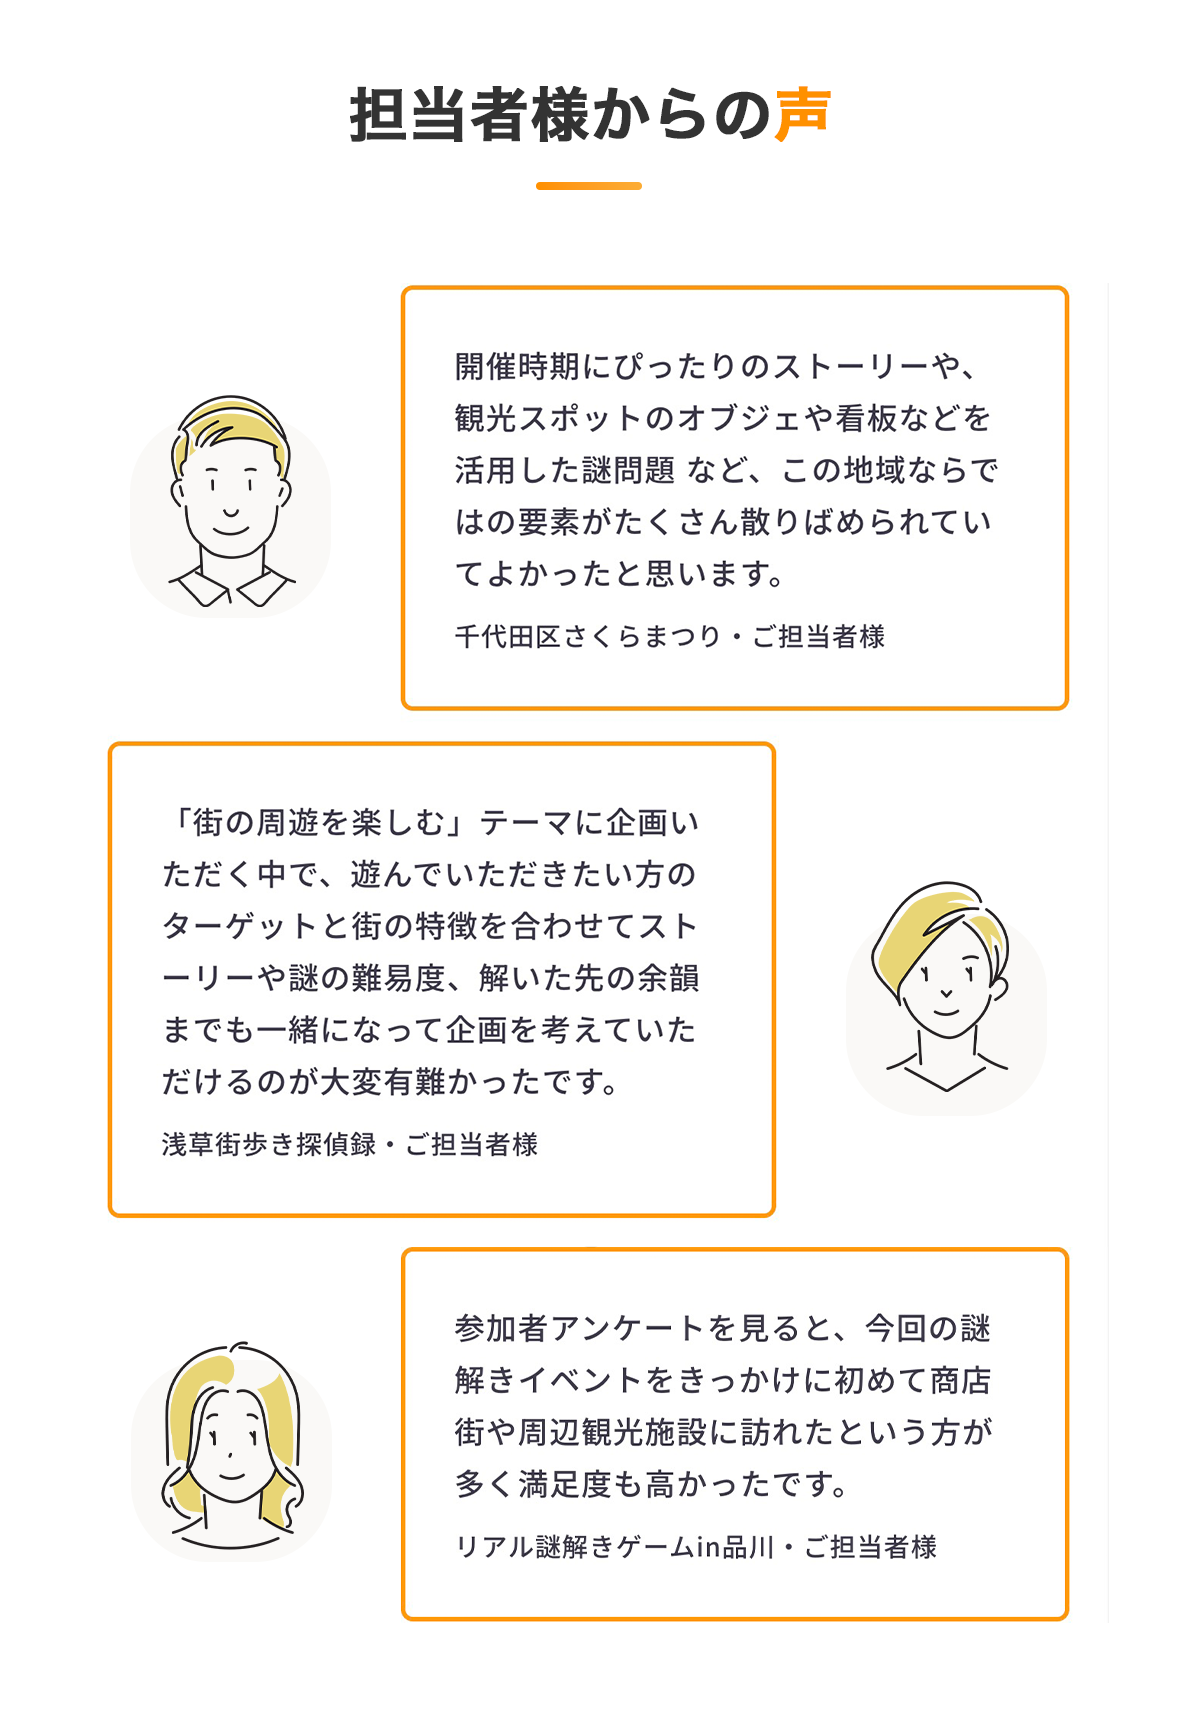 担当者様からの声
開催時期にぴったりのストーリーや、
観光スポットのオブジェや看板などを
活用した謎問題 など、この地域ならで
はの要素がたくさん散りばめられてい
てよかったと思います。
千代田区さくらまつり・ご担当者様
「街の周遊を楽しむ」テーマに企画い
ただく中で、遊んでいただきたい方の
ターゲットと街の特徴を合わせてスト
ーリーや謎の難易度、解いた先の余韻
までも一緒になって企画を考えていた
だけるのが大変有難かったです。
浅草街歩き探偵録・ご担当者様
参加者アンケートを見ると、今回の謎
解きイベントをきっかけに初めて商店
街や周辺観光施設に訪れたという方が
多く満足度も高かったです。
リアル謎解きゲームin品川・ご担当者様